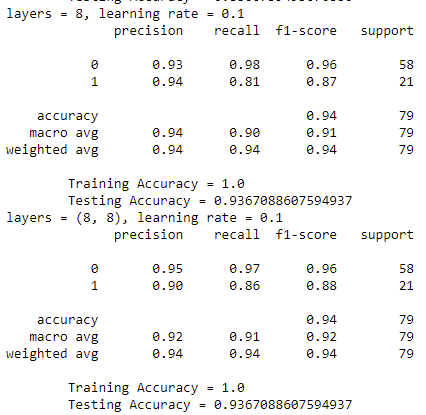 layers = 8, learning rate = 0.1
precision recall f1-score support
0 0.93 0.98 0.96 58
1 0.94 0.81 0.87 21
accuracy 0.94 79
macro avg 0.94 0.90 0.91 79
weighted avg 0.94 0.94 0.94 79
Training Accuracy = 1.0
Testing Accuracy = 0.9367088607594937
layers = (8, 8), learning rate = 0.1
precision recall f1-score support
0 0.95 0.97 0.96 58
1 0.90 0.86 0.88 21
accuracy 0.94 79
macro avg 0.92 0.91 0.92 79
weighted avg 0.94 0.94 0.94 79
Training Accuracy = 1.0
Testing Accuracy = 0.9367088607594937